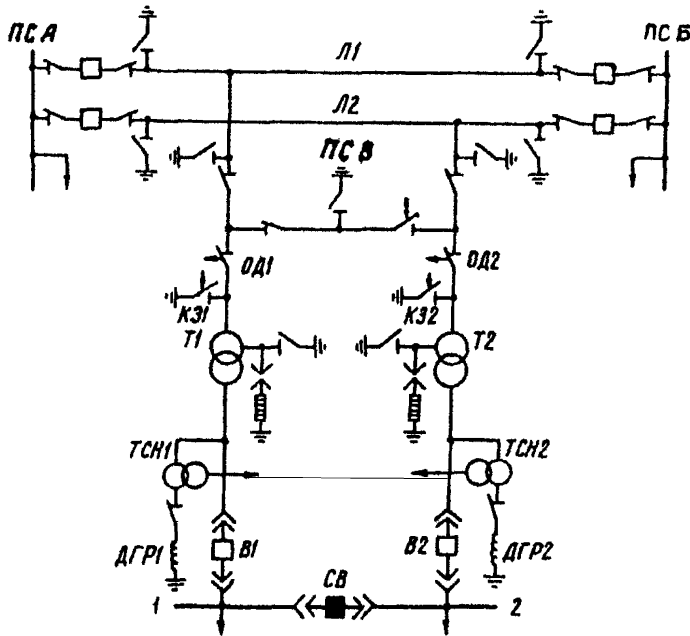 ПС А
Л1
ПС Б
Л2
ПС В
ОД1
ОД2
КЗ1
КЗ2
Т1
Т2
ТСН1
ТСН2
ДГР1
В1
В2
ДГР2
СВ
1
2